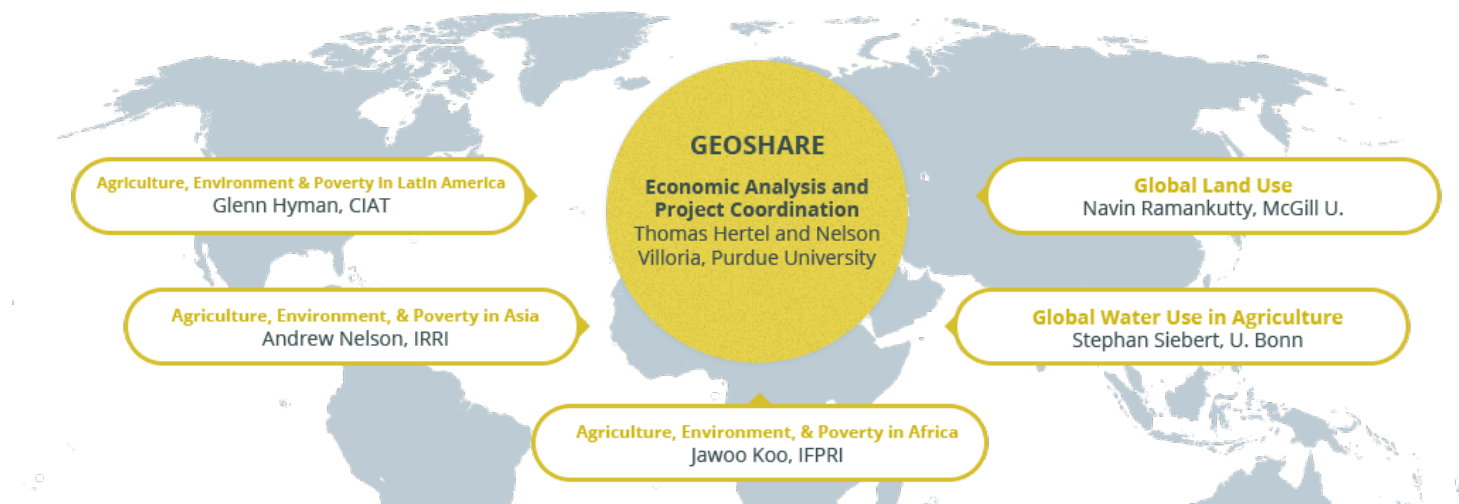 GEOSHARE
Economic Analysis and
Project Coordination
Thomas Hertel and Nelson
Villoria, Purdue University
Agriculture, Environment & Poverty in Latin America
Glenn Hyman, CIAT
Global Land Use
Navin Ramankutty, McGill U.
Agriculture, Environment, & Poverty in Asia
Andrew Nelson, IRRI
Global Water Use in Agriculture
Stephan Siebert, U. Bonn
Agriculture, Environment, & Poverty in Africa
Jawoo Koo, IFPRI